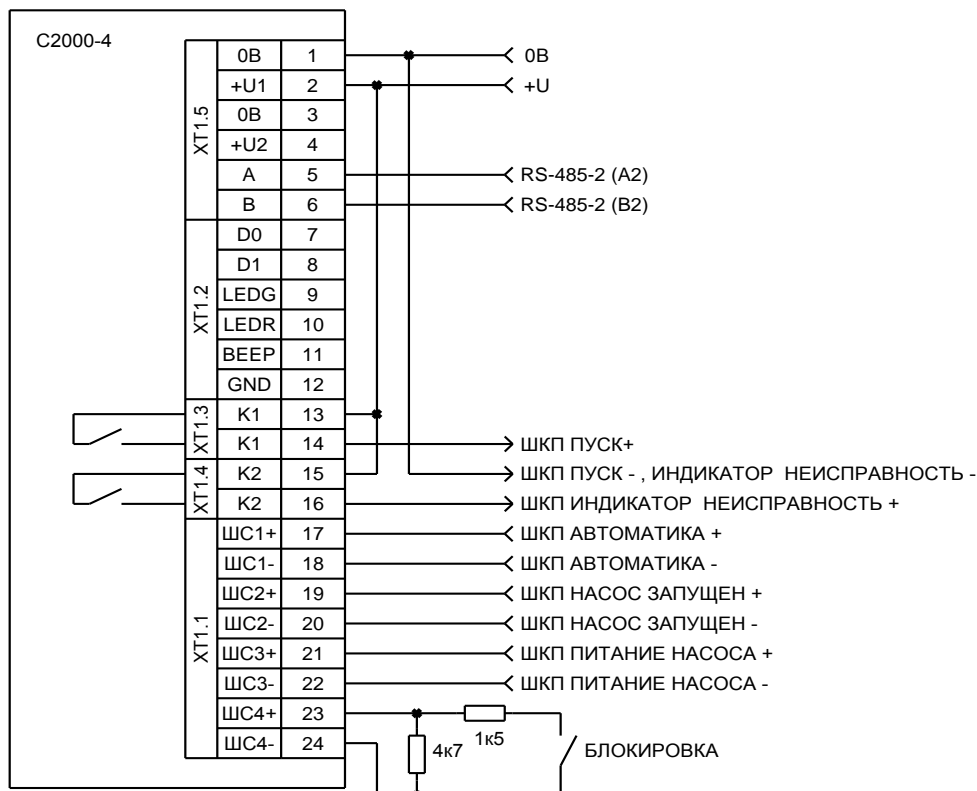 С2000-4
XT1.5
0В 1 0В
+U1 2 +U
0В 3
+U2 4
A 5 RS-485-2 (A2)
B 6 RS-485-2 (B2)
XT1.2
D0 7
D1 8
LEDG 9
LEDR 10
BEEP 11
GND 12
XT1.3
К1 13
К1 14 ШКП ПУСК+
XT1.4
К2 15 ШКП ПУСК - , ИНДИКАТОР НЕИСПРАВНОСТЬ -
К2 16 ШКП ИНДИКАТОР НЕИСПРАВНОСТЬ +
XT1.1
ШС1+ 17 ШКП АВТОМАТИКА +
ШС1- 18 ШКП АВТОМАТИКА -
ШС2+ 19 ШКП НАСОС ЗАПУЩЕН +
ШС2- 20 ШКП НАСОС ЗАПУЩЕН -
ШС3+ 21 ШКП ПИТАНИЕ НАСОСА +
ШС3- 22 ШКП ПИТАНИЕ НАСОСА -
ШС4+ 23
ШС4- 24 4к7 1к5 БЛОКИРОВКА